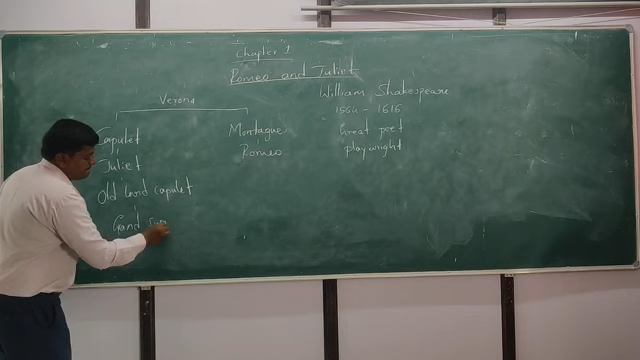 Chapter 1
Romeo and Juliet
William Shakespeare
1564 - 1616
Great poet
playwright
Verona
Capulet
Montague
Juliet
Romeo
Old Lord Capulet
Grand